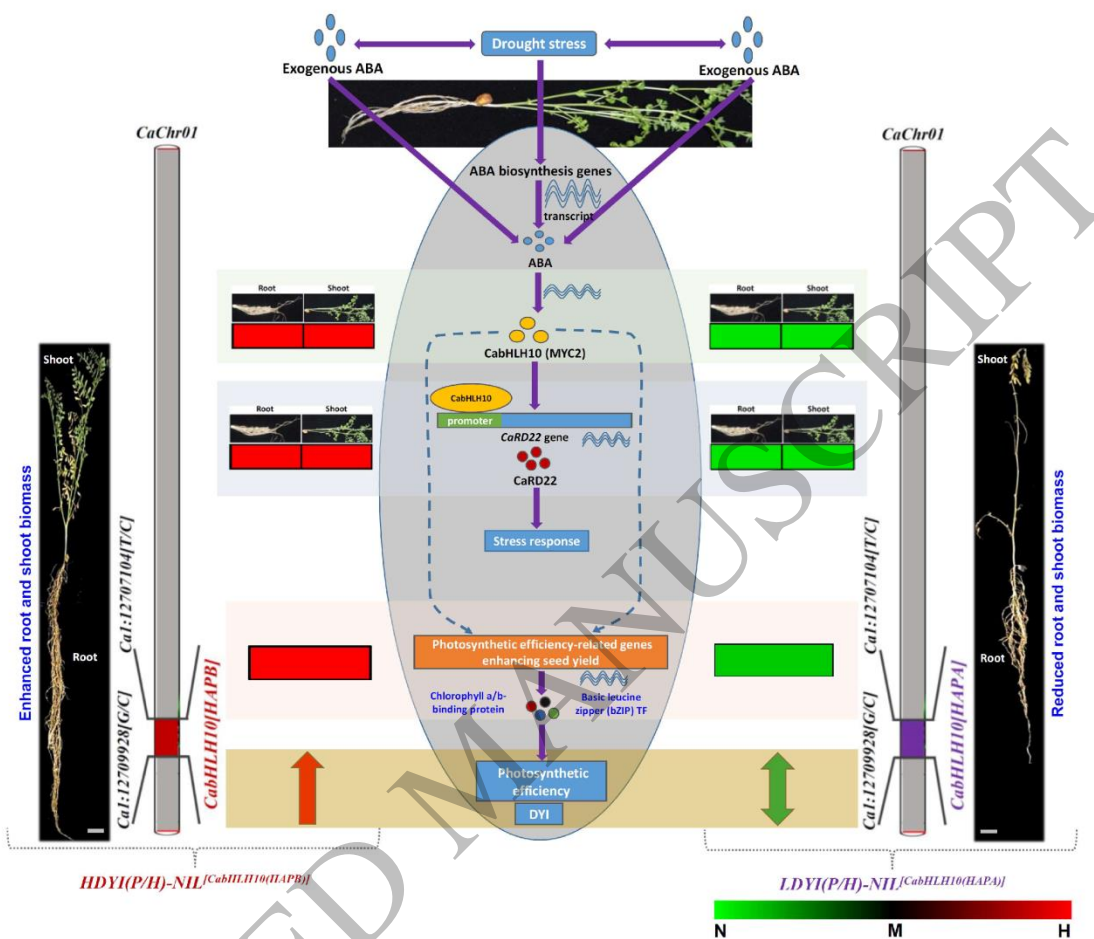 Drought stress
Exogenous ABA
Exogenous ABA
CaChr01
CaChr01
ABA biosynthesis genes
transcript
ABA
Root Shoot
Root Shoot
CabHLH10 (MYC2)
Shoot
Shoot
CabHLH10
promoter
Root Shoot
Root Shoot
CaRD22 gene
CaRD22
Stress response
Enhanced root and shoot biomass
Root
Ca1:12707104[T/C]
Ca1:12709928[G/C]
CabHLH10[HAPB]
Photosynthetic efficiency-related genes
enhancing seed yield
Chlorophyll a/b-
binding protein
Basic leucine
zipper (bZIP) TF
Photosynthetic
efficiency
DYI
Ca1:12707104[T/C]
Ca1:12709928[G/C]
CabHLH10[HAPA]
Root
Reduced root and shoot biomass
HDYI(P/H)-NIL[CabHLH10(HAPB)]
LDYI(P/H)-NIL[CabHLH10(HAPA)]
N M H
ED MANUSCRIPT